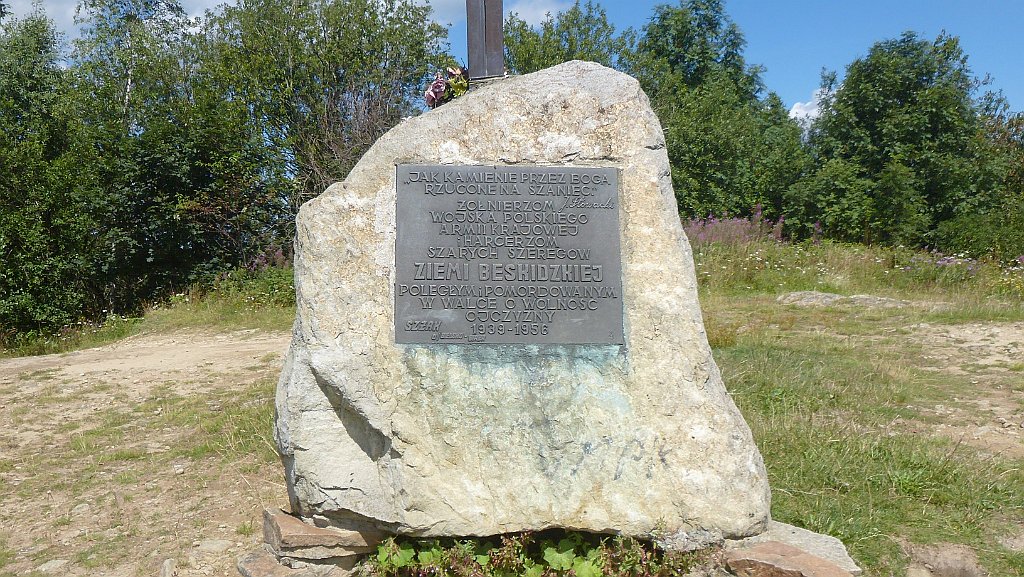 „JAK KAMIENIE PRZEZ BOGA
RZUCONE NA SZANIEC”
J. Słowacki
ŻOŁNIERZOM
WOJSKA POLSKIEGO
ARMII KRAJOWEJ
I HARCERZOM
SZARYCH SZEREGÓW
ZIEMI BESKIDZKIEJ
POLEGŁYM I POMORDOWANYM
W WALCE O WOLNOŚĆ
OJCZYZNY
1939-1956
SZŻAK